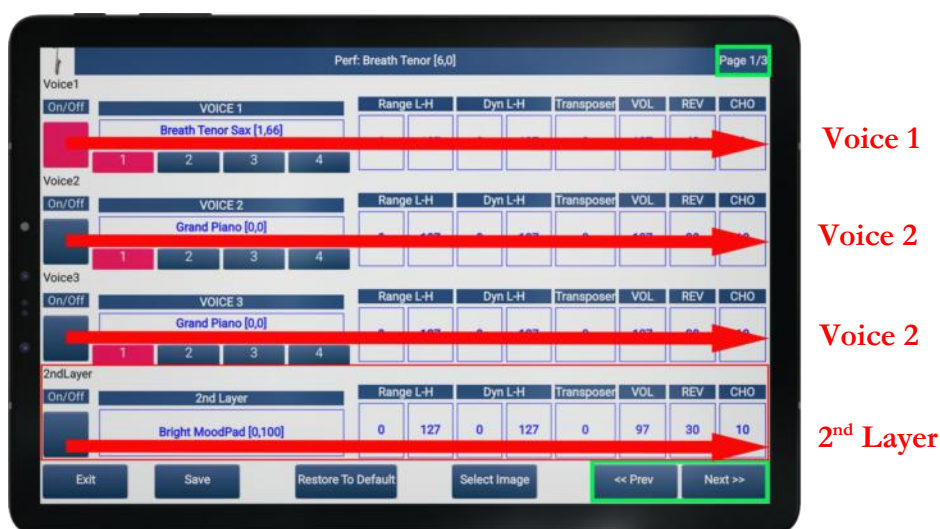 Perf: Breath Tenor [6,0]
Page 1/3
Voice1
On/Off VOICE 1 Range L-H Dyn L-H Transposer VOL REV CHO
Breath Tenor Sax [1,66]
1 2 3 4
Voice 1
Voice2
On/Off VOICE 2 Range L-H Dyn L-H Transposer VOL REV CHO
Grand Piano [0,0]
1 2 3 4
Voice 2
Voice3
On/Off VOICE 3 Range L-H Dyn L-H Transposer VOL REV CHO
Grand Piano [0,0]
1 2 3 4
Voice 2
2ndLayer
On/Off 2nd Layer Range L-H Dyn L-H Transposer VOL REV CHO
Bright MoodPad [0,100] 0 127 0 127 0 97 30 10
2nd Layer
Exit Save Restore To Default Select Image << Prev Next >>